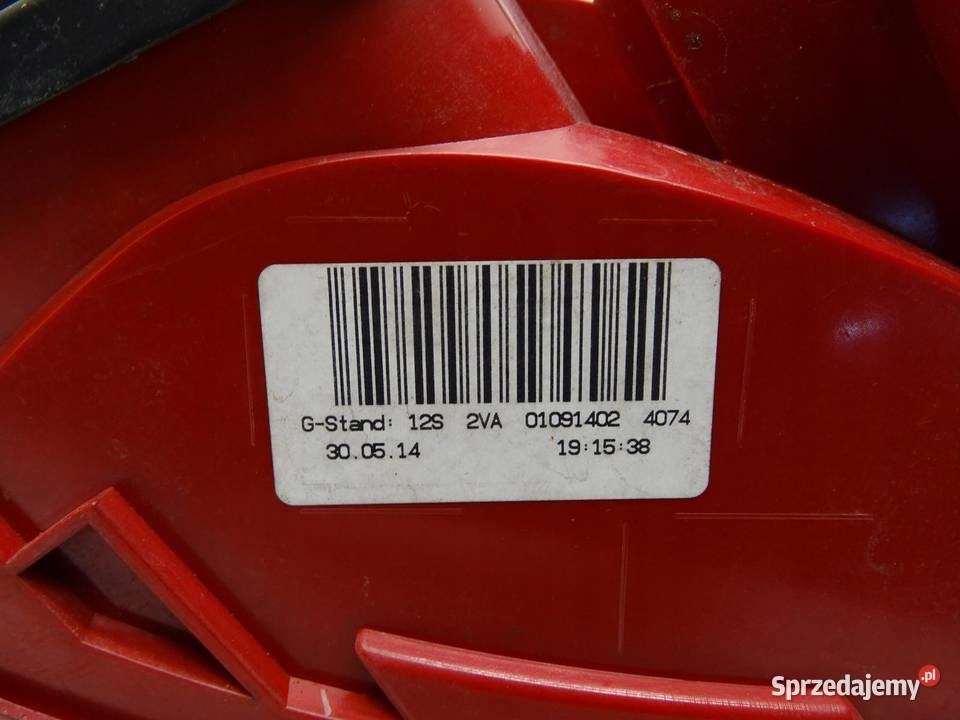 G-Stand: 12S 2VA 01091402 4074
30.05.14 19:15:38
Sprzedajemy.pl